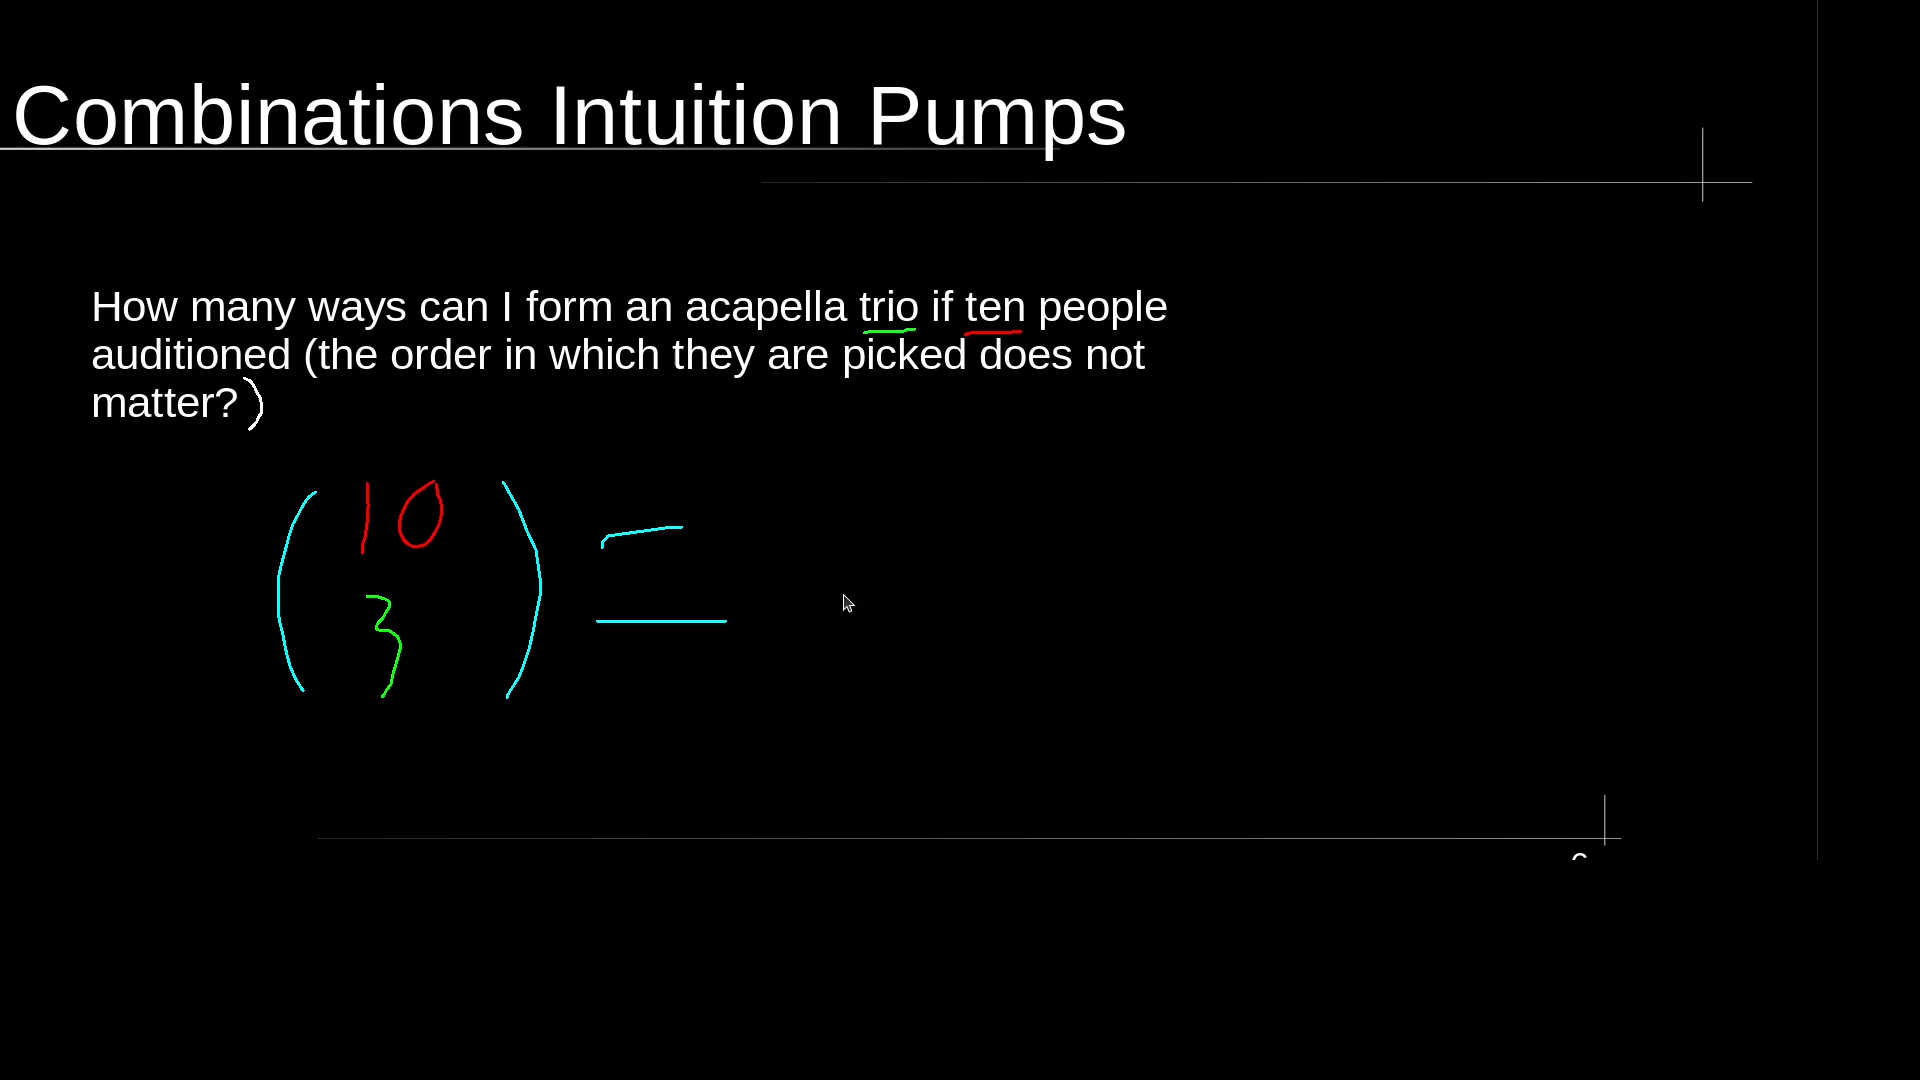 Combinations Intuition Pumps
How many ways can I form an acapella trio if ten people
auditioned (the order in which they are picked does not
matter?)
( 10 ) =
3